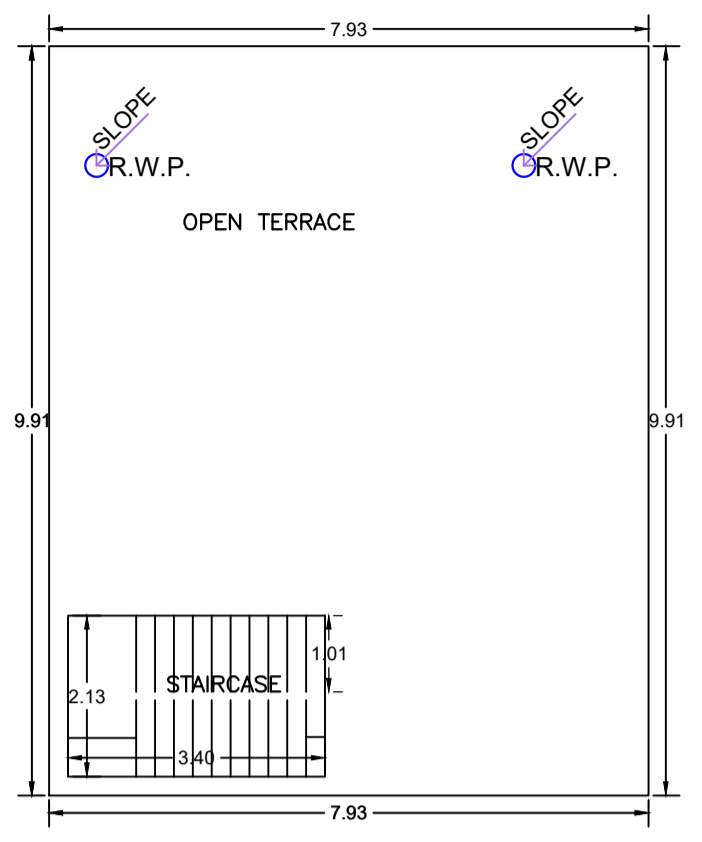 7.93
SLOPE
SLOPE
R.W.P.
R.W.P.
OPEN TERRACE
9.91
9.91
1.01
STAIRCASE
2.13
3.40
7.93